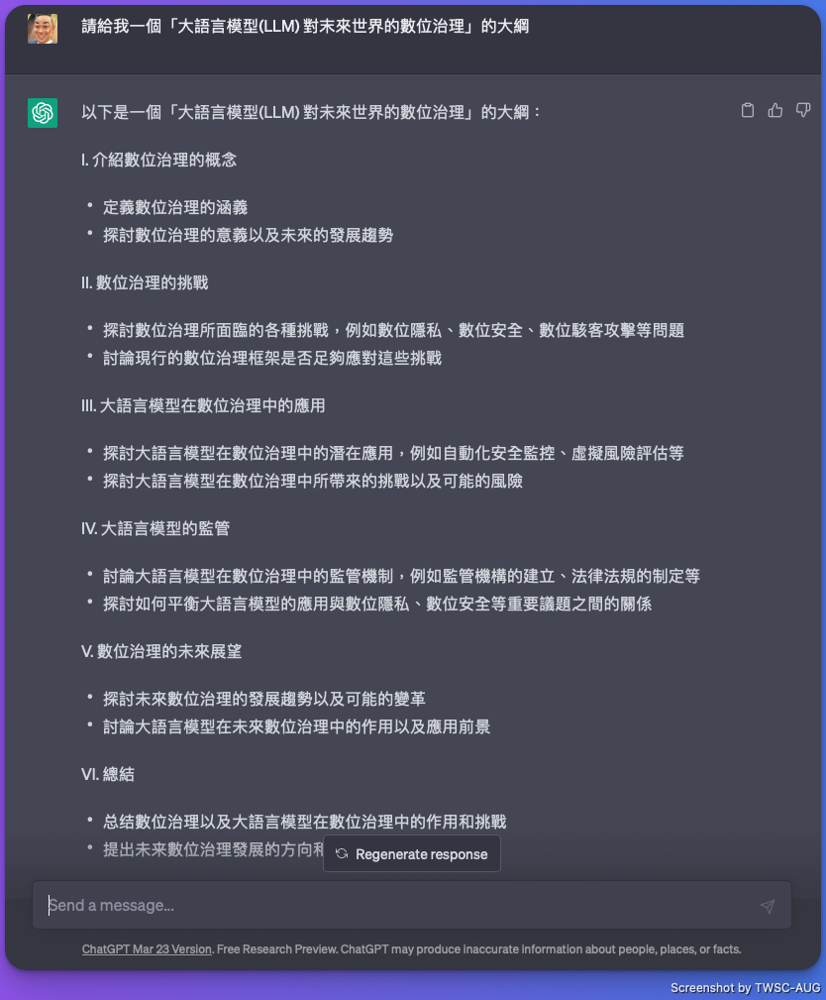 請給我一個「大語言模型(LLM) 對末來世界的數位治理」的大綱
以下是一個「大語言模型(LLM) 對未來世界的數位治理」的大綱：
I. 介紹數位治理的概念
• 定義數位治理的涵義
• 探討數位治理的意義以及未來的發展趨勢
II. 數位治理的挑戰
• 探討數位治理所面臨的各種挑戰，例如數位隱私、數位安全、數位駭客攻擊等問題
• 討論現行的數位治理框架是否足夠應對這些挑戰
III. 大語言模型在數位治理中的應用
• 探討大語言模型在數位治理中的潛在應用，例如自動化安全監控、虛擬風險評估等
• 探討大語言模型在數位治理中所帶來的挑戰以及可能的風險
IV. 大語言模型的監管
• 討論大語言模型在數位治理中的監管機制，例如監管機構的建立、法律法規的制定等
• 探討如何平衡大語言模型的應用與數位隱私、數位安全等重要議題之間的關係
V. 數位治理的未來展望
• 探討未來數位治理的發展趨勢以及可能的變革
• 討論大語言模型在未來數位治理中的作用以及應用前景
VI. 總結
• 总结數位治理以及大語言模型在數位治理中的作用和挑戰
• 提出未来數位治理發展的方向和
Regenerate response
Send a message...
ChatGPT Mar 23 Version. Free Research Preview. ChatGPT may produce inaccurate information about people, places, or facts.
Screenshot by TWSC-AUG